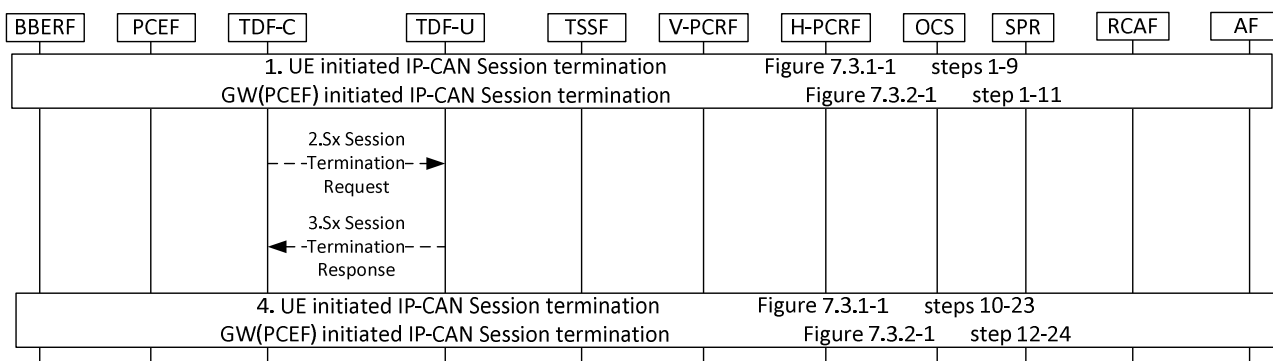 BBERF PCEF TDF-C TDF-U TSSF V-PCRF H-PCRF OCS SPR RCAF AF
1. UE initiated IP-CAN Session termination Figure 7.3.1-1 steps 1-9
GW(PCEF) initiated IP-CAN Session termination Figure 7.3.2-1 step 1-11
2.Sx Session
Termination
Request
3.Sx Session
Termination
Response
4. UE initiated IP-CAN Session termination Figure 7.3.1-1 steps 10-23
GW(PCEF) initiated IP-CAN Session termination Figure 7.3.2-1 step 12-24